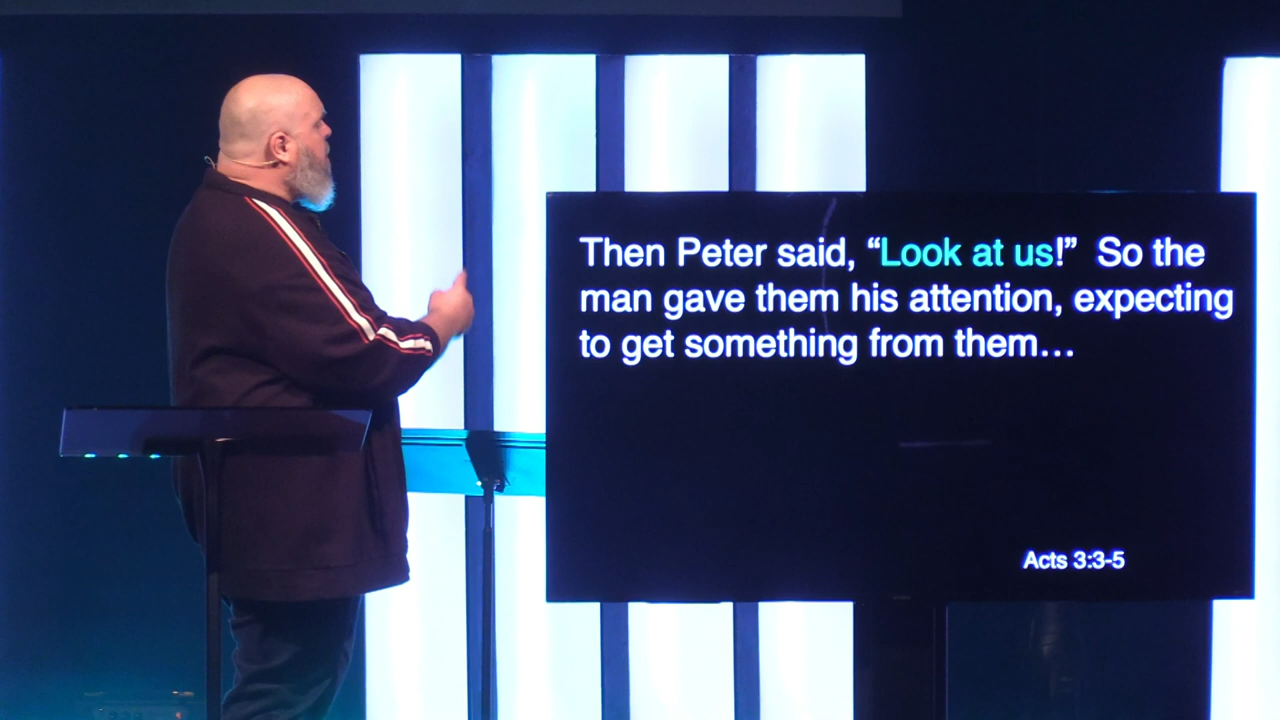 Then Peter said, “Look at us!”  So the
man gave them his attention, expecting
to get something from them…
Acts 3:3-5